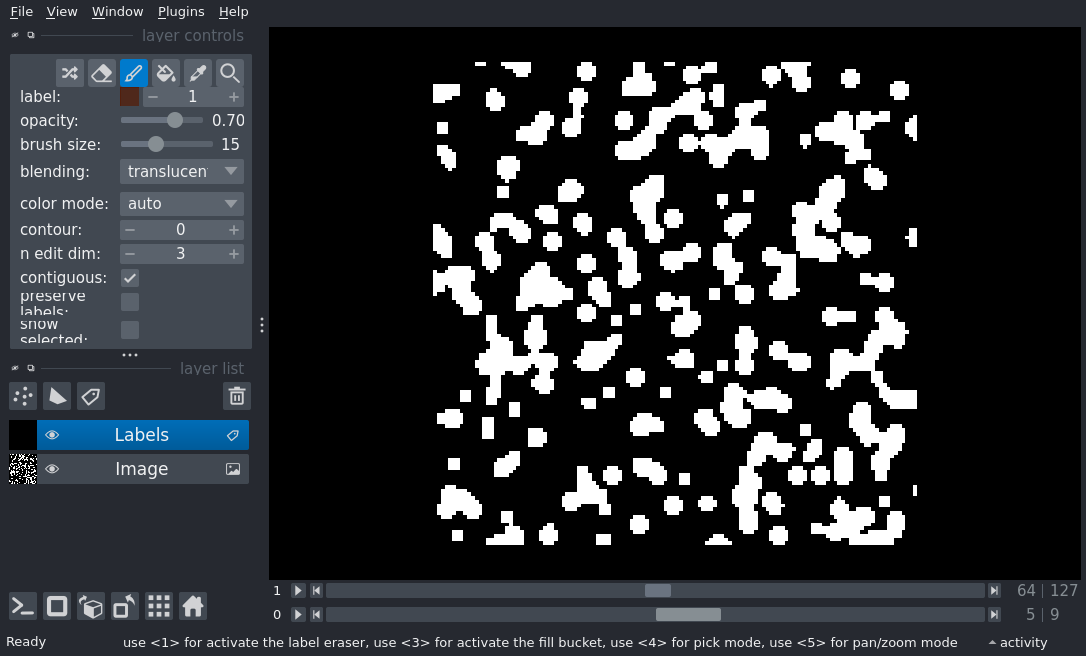 File View Window Plugins Help
layer controls
label: 1
opacity: 0.70
brush size: 15
blending: translucen
color mode: auto
contour: 0
n edit dim: 3
contiguous:
preserve
labels:
show
selected:
layer list
Labels
Image
1 64 127
0 5 9
Ready use <1> for activate the label eraser, use <3> for activate the fill bucket, use <4> for pick mode, use <5> for pan/zoom mode activity